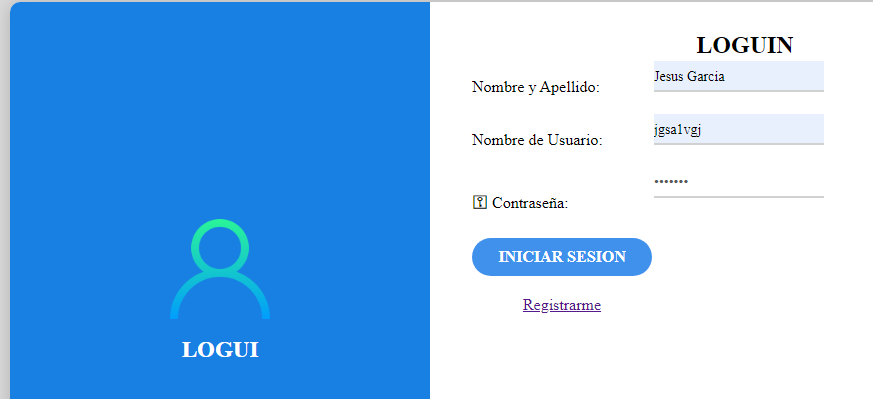 LOGUIN
Nombre y Apellido: Jesus Garcia
Nombre de Usuario: jgsa1vgj
⚿ Contraseña: •••••••
INICIAR SESION
Registrarme
LOGUI